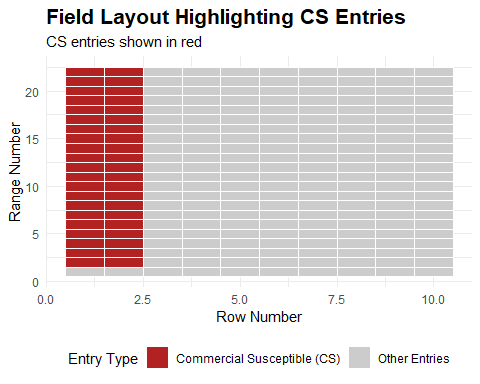 Field Layout Highlighting CS Entries
CS entries shown in red
Range Number
20
15
10
5
0
0.0 2.5 5.0 7.5 10.0
Row Number
Entry Type Commercial Susceptible (CS) Other Entries